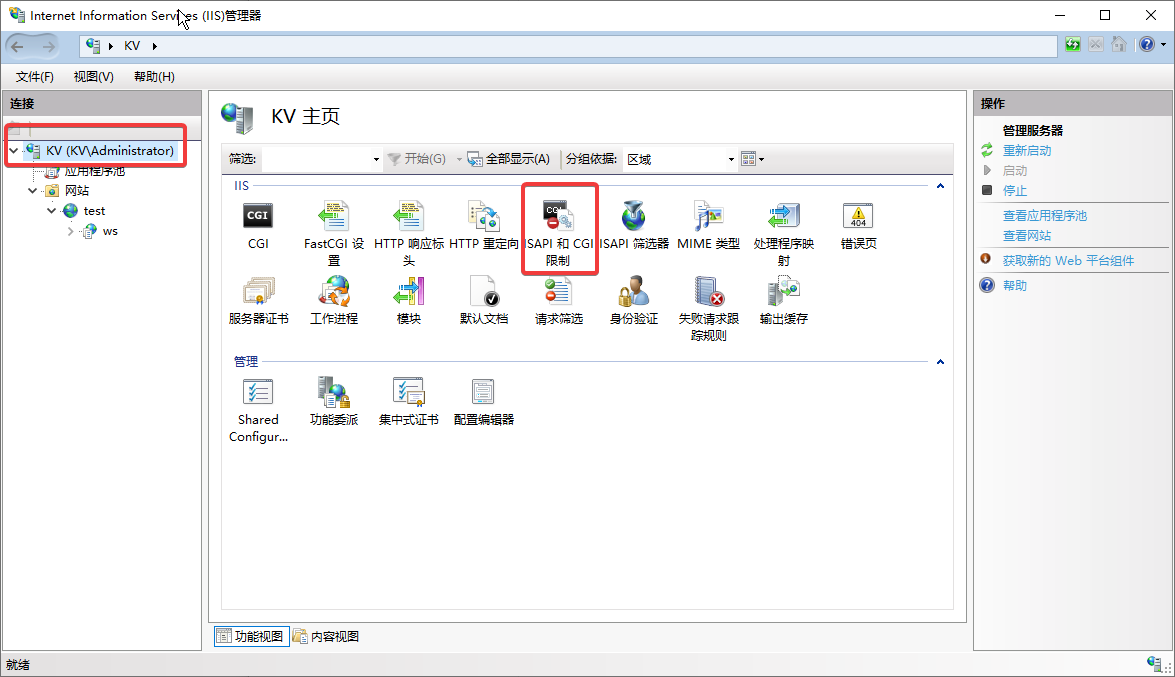 Internet Information Services (IIS)管理器
KV
文件(F) 视图(V) 帮助(H)
连接
KV (KV\Administrator)
应用程序池
网站
test
ws
KV 主页
筛选: 开始(G) 全部显示(A) 分组依据: 区域
IIS
CGI
CGI
FastCGI 设置
HTTP 响应标头
HTTP 重定向
CGI
ISAPI 和 CGI 限制
ISAPI 筛选器
MIME 类型
处理程序映射
404
错误页
服务器证书
工作进程
模块
默认文档
请求筛选
身份验证
失败请求跟踪规则
输出缓存
管理
Shared Configur...
功能委派
集中式证书
配置编辑器
功能视图 内容视图
操作
管理服务器
重新启动
启动
停止
查看应用程序池
查看网站
获取新的 Web 平台组件
帮助
就绪